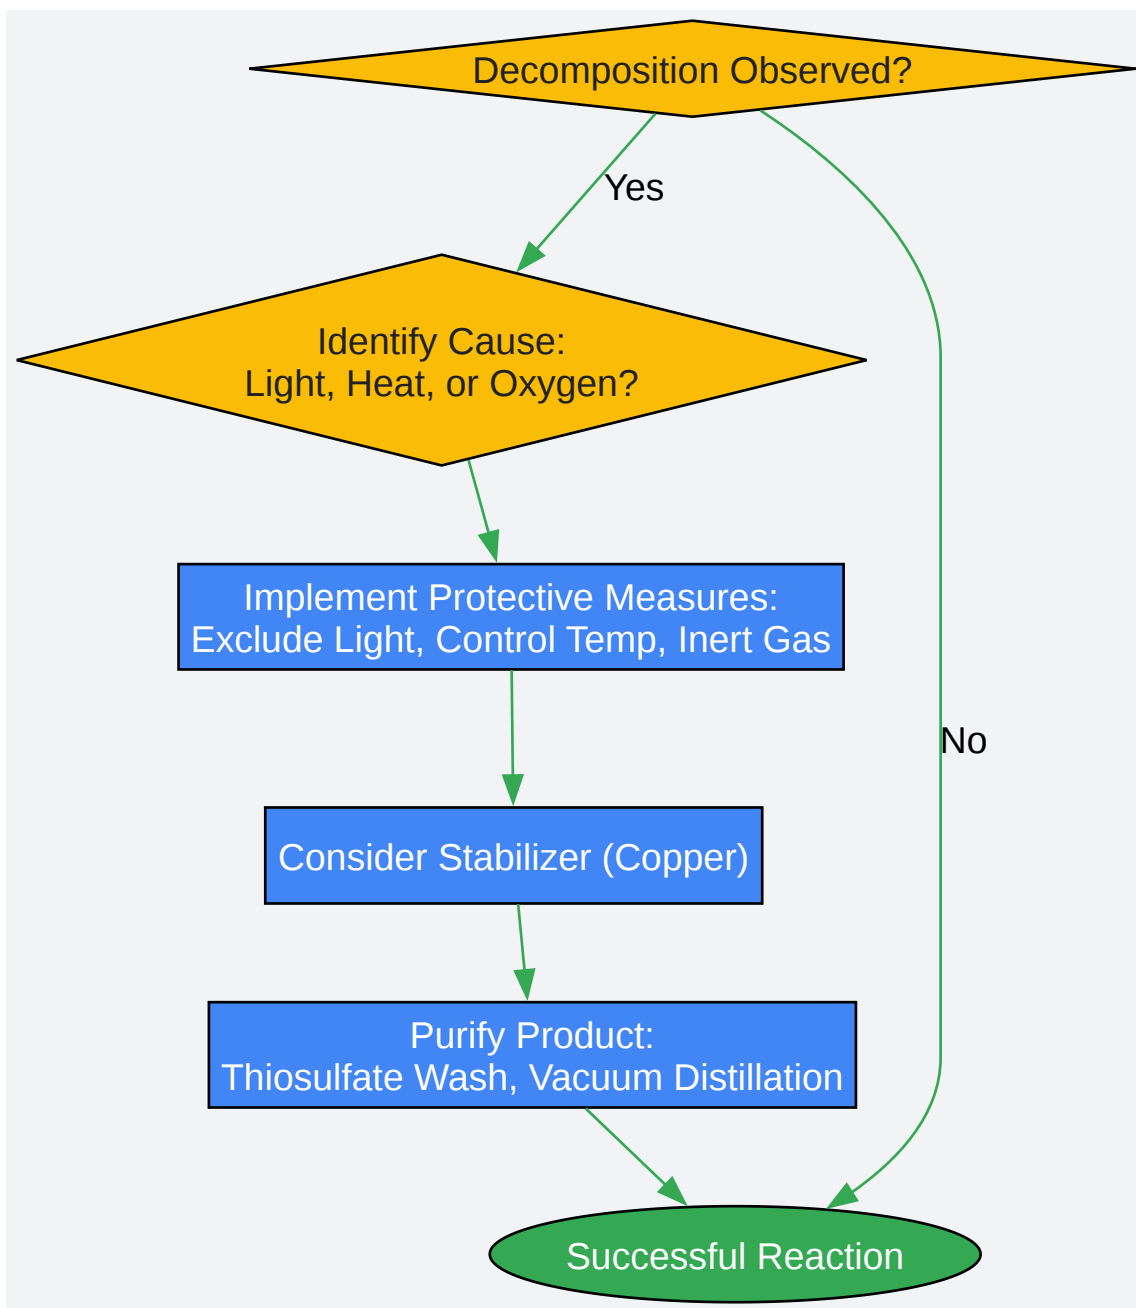 Decomposition Observed?
Yes
Identify Cause:
Light, Heat, or Oxygen?
Implement Protective Measures:
Exclude Light, Control Temp, Inert Gas
No
Consider Stabilizer (Copper)
Purify Product:
Thiosulfate Wash, Vacuum Distillation
Successful Reaction